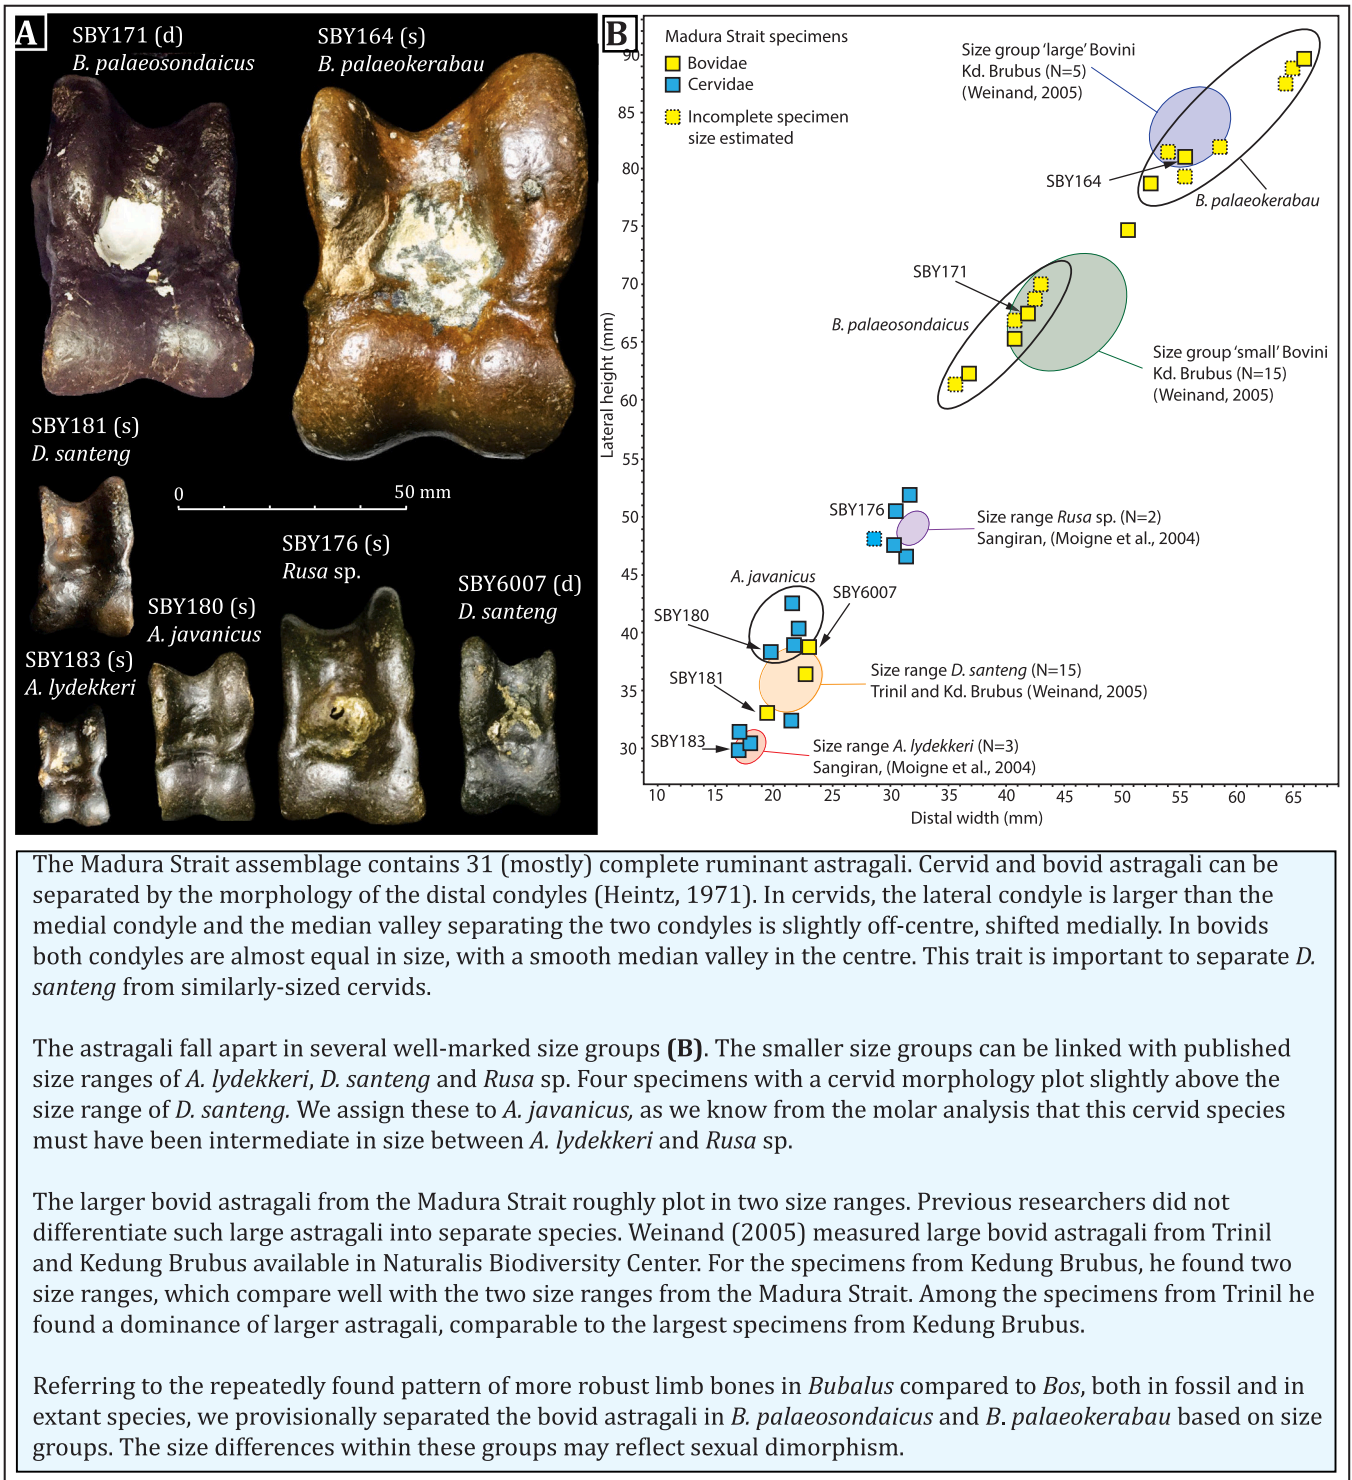 A
SBY171 (d)
B. palaeosondaicus
SBY164 (s)
B. palaeokerabau
SBY181 (s)
D. santeng
0
50 mm
SBY176 (s)
Rusa sp.
SBY6007 (d)
D. santeng
SBY180 (s)
A. javanicus
SBY183 (s)
A. lydekkeri
B
Madura Strait specimens
Bovidae
Cervidae
Incomplete specimen
size estimated
Size group ‘large’ Bovini
Kd. Brubus (N=5)
(Weinand, 2005)
SBY164
B. palaeokerabau
SBY171
B. palaeosondaicus
Size group ‘small’ Bovini
Kd. Brubus (N=15)
(Weinand, 2005)
SBY176
Size range Rusa sp. (N=2)
Sangiran, (Moigne et al., 2004)
A. javanicus
SBY6007
SBY180
Size range D. santeng (N=15)
Trinil and Kd. Brubus (Weinand, 2005)
SBY181
SBY183
Size range A. lydekkeri (N=3)
Sangiran, (Moigne et al., 2004)
90
85
80
75
70
65
60
55
50
45
40
35
30
Lateral height (mm)
10 15 20 25 30 35 40 45 50 55 60 65
Distal width (mm)
The Madura Strait assemblage contains 31 (mostly) complete ruminant astragali. Cervid and bovid astragali can be
separated by the morphology of the distal condyles (Heintz, 1971). In cervids, the lateral condyle is larger than the
medial condyle and the median valley separating the two condyles is slightly off-centre, shifted medially. In bovids
both condyles are almost equal in size, with a smooth median valley in the centre. This trait is important to separate D.
santeng from similarly-sized cervids.
The astragali fall apart in several well-marked size groups (B). The smaller size groups can be linked with published
size ranges of A. lydekkeri, D. santeng and Rusa sp. Four specimens with a cervid morphology plot slightly above the
size range of D. santeng. We assign these to A. javanicus, as we know from the molar analysis that this cervid species
must have been intermediate in size between A. lydekkeri and Rusa sp.
The larger bovid astragali from the Madura Strait roughly plot in two size ranges. Previous researchers did not
differentiate such large astragali into separate species. Weinand (2005) measured large bovid astragali from Trinil
and Kedung Brubus available in Naturalis Biodiversity Center. For the specimens from Kedung Brubus, he found two
size ranges, which compare well with the two size ranges from the Madura Strait. Among the specimens from Trinil he
found a dominance of larger astragali, comparable to the largest specimens from Kedung Brubus.
Referring to the repeatedly found pattern of more robust limb bones in Bubalus compared to Bos, both in fossil and in
extant species, we provisionally separated the bovid astragali in B. palaeosondaicus and B. palaeokerabau based on size
groups. The size differences within these groups may reflect sexual dimorphism.